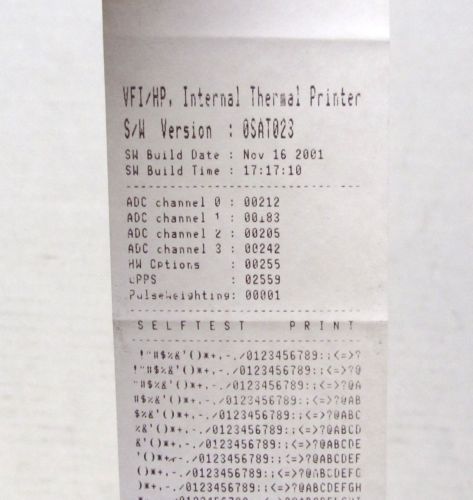 VFI/HP, Internal Thermal Printer
S/W Version : 0SAT023
SW Build Date : Nov 16 2001
SW Build Time : 17:17:10
ADC channel 0 : 00212
ADC channel 1 : 00183
ADC channel 2 : 00205
ADC channel 3 : 00242
HW Options : 00255
LPPS : 02559
Pulseweighting: 00001
SELFTEST PRINT
!"#$%&'()*+,-./0123456789:;<=>?
!"#$%&'()*+,-./0123456789:;<=>?@
"#$%&'()*+,-./0123456789:;<=>?@A
#$%&'()*+,-./0123456789:;<=>?@AB
$%&'()*+,-./0123456789:;<=>?@ABC
%&'()*+,-./0123456789:;<=>?@ABCD
&'()*+,-./0123456789:;<=>?@ABCDE
'()*+,-./0123456789:;<=>?@ABCDEF
()*+,-./0123456789:;<=>?@ABCDEFG
)*+,-./0123456789:;<=>?@ABCDEFGH